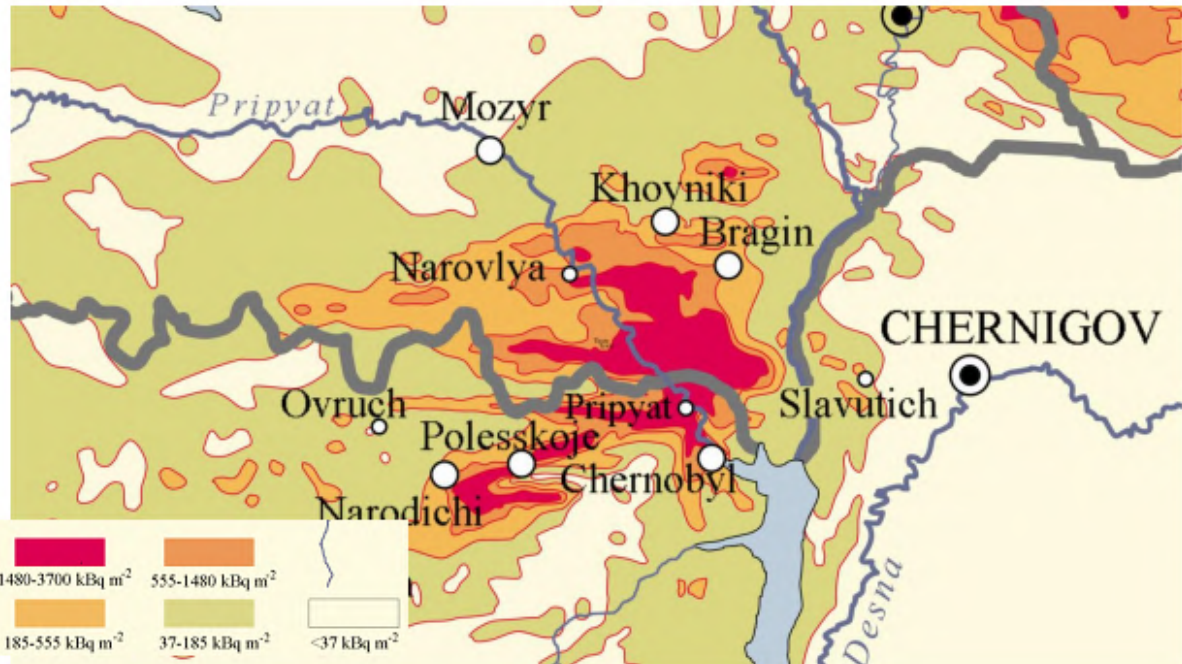 Pripyat
Mozyr
Khoyniki
Bragin
Narovlya
CHERNIGOV
Ovruch
Pripyat
Slavutich
Polesskoje
Chernobyl
Narodichi
Desna
1480-3700 kBq m-2
555-1480 kBq m-2
185-555 kBq m-2
37-185 kBq m-2
<37 kBq m-2